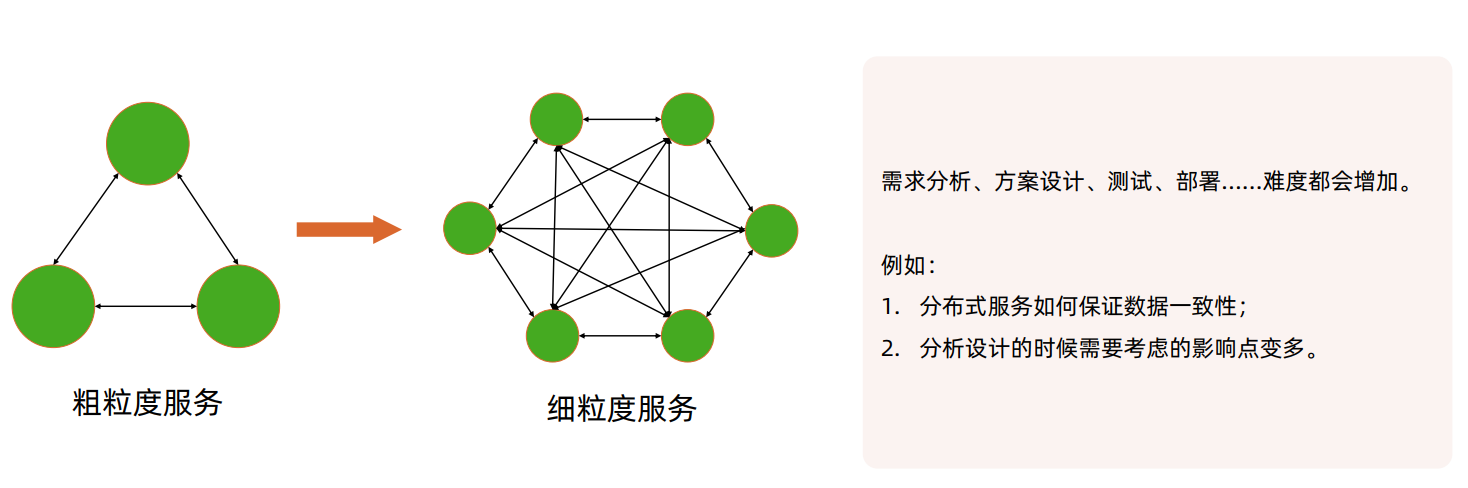 粗粒度服务
细粒度服务
需求分析、方案设计、测试、部署......难度都会增加。
例如：
1. 分布式服务如何保证数据一致性；
2. 分析设计的时候需要考虑的影响点变多。